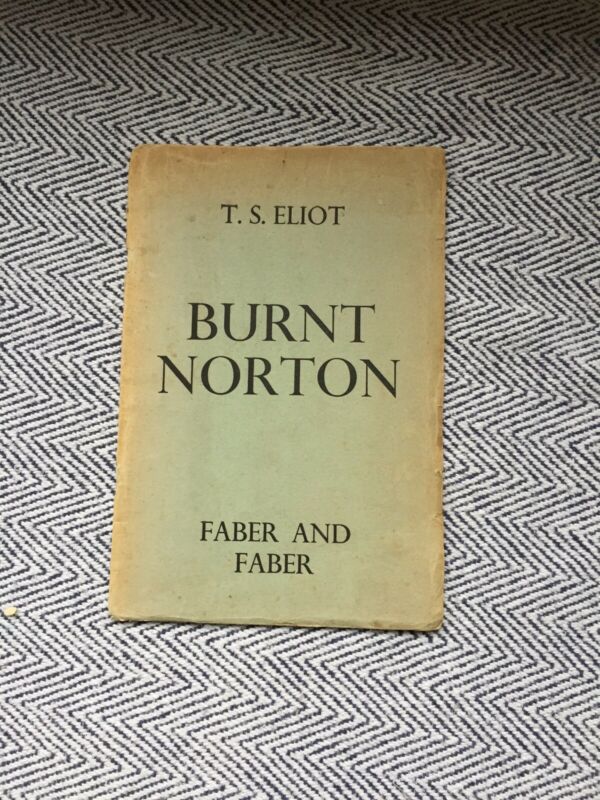 T. S. ELIOT
BURNT
NORTON
FABER AND
FABER